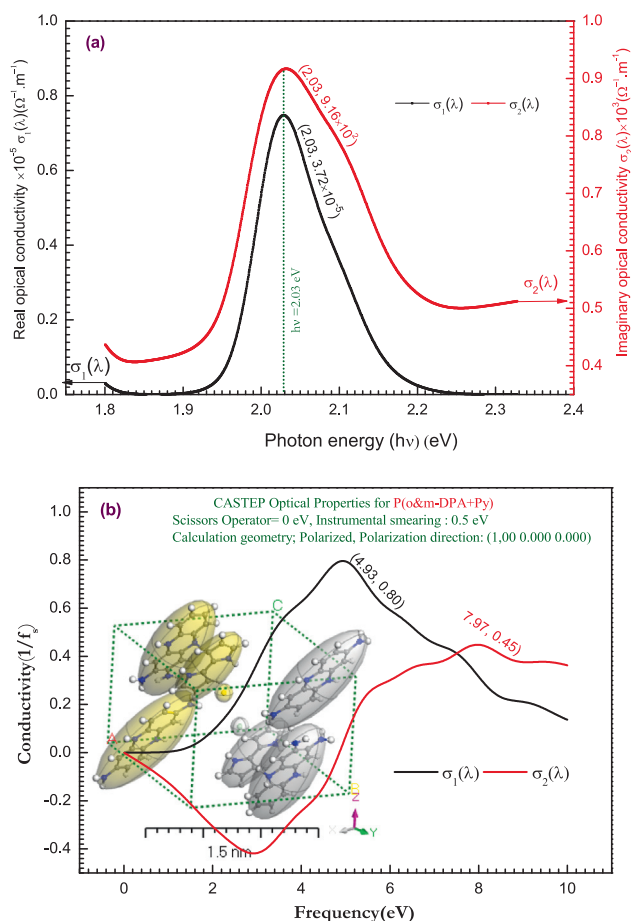 (a)
Real optical conductivity ×10⁻⁵ σ₁(λ)(Ω⁻¹.m⁻¹)
1.0
0.8
0.6
0.4
0.2
0.0
(2.03, 9.16×10²)
(2.03, 3.72×10⁻⁵)
hν =2.03 eV
σ₁(λ) σ₂(λ)
σ₂(λ)
σ₁(λ)
1.0
0.9
0.8
0.7
0.6
0.5
0.4
Imaginary optical conductivity σ₂(λ)×10³(Ω⁻¹.m⁻¹)
1.8 1.9 2.0 2.1 2.2 2.3 2.4
Photon energy (hν) (eV)
(b)
CASTEP Optical Properties for P(o&m-DPA+Py)
Scissors Operator= 0 eV, Instrumental smearing : 0.5 eV
Calculation geometry; Polarized, Polarization direction: (1,00 0.000 0.000)
Conductivity(1/fₛ)
1.0
0.8
0.6
0.4
0.2
0.0
-0.2
-0.4
(4.93, 0.80)
7.97, 0.45)
C
A
B
Z
X Y
1.5 nm
σ₁(λ) σ₂(λ)
0 2 4 6 8 10
Frequency(eV)